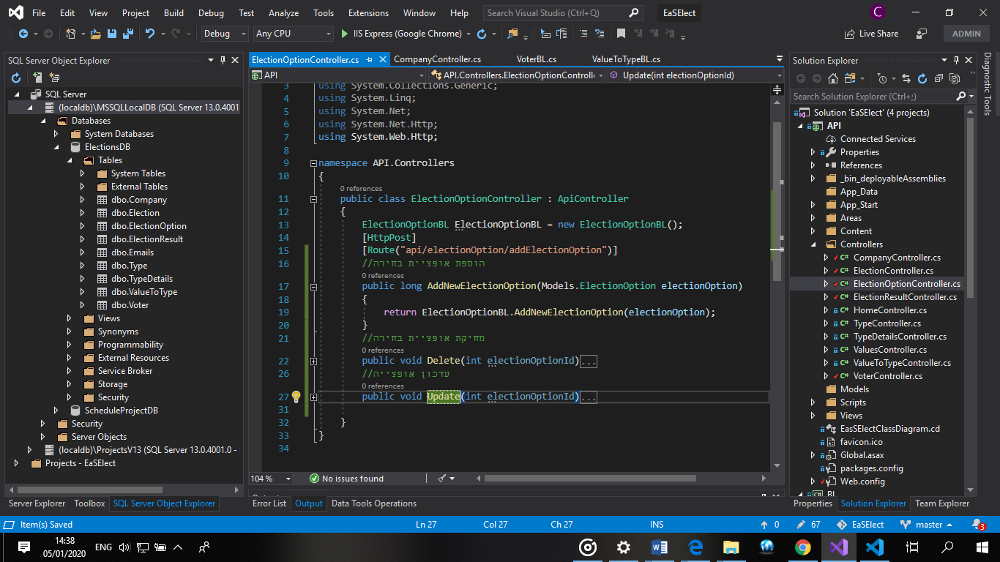 File Edit View Project Build Debug Test Analyze Tools Extensions Window Help Search Visual Studio (Ctrl+Q) EaSElect C
Debug Any CPU IIS Express (Google Chrome) Live Share ADMIN
SQL Server Object Explorer
SQL Server
(localdb)\MSSQLLocalDB (SQL Server 13.0.4001
Databases
System Databases
ElectionsDB
Tables
System Tables
External Tables
dbo.Company
dbo.Election
dbo.ElectionOption
dbo.ElectionResult
dbo.Emails
dbo.Type
dbo.TypeDetails
dbo.ValueToType
dbo.Voter
Views
Synonyms
Programmability
External Resources
Service Broker
Storage
Security
ScheduleProjectDB
Security
Server Objects
(localdb)\ProjectsV13 (SQL Server 13.0.4001.0 -
Projects - EaSElect
Server Explorer Toolbox SQL Server Object Explorer
ElectionOptionController.cs CompanyController.cs VoterBL.cs ValueToTypeBL.cs
API API.Controllers.ElectionOptionControlle Update(int electionOptionId)
3 using System.Collections.Generic;
4 using System.Linq;
5 using System.Net;
6 using System.Net.Http;
7 using System.Web.Http;
8
9 namespace API.Controllers
10 {
0 references
11 public class ElectionOptionController : ApiController
12 {
13 ElectionOptionBL ElectionOptionBL = new ElectionOptionBL();
14 [HttpPost]
15 [Route("api/electionOption/addElectionOption")]
16 //הוספת אופציית בחירה
0 references
17 public long AddNewElectionOption(Models.ElectionOption electionOption)
18 {
19 return ElectionOptionBL.AddNewElectionOption(electionOption);
20 }
21 //מחיקת אופציית בחירה
0 references
22 public void Delete(int electionOptionId)...
26 //עדכון אופצייה
0 references
27 public void Update(int electionOptionId)...
31
32 }
33 }
34
104 % No issues found
Error List Output Data Tools Operations
Solution Explorer
Search Solution Explorer (Ctrl+;)
Solution 'EaSElect' (4 projects)
API
Connected Services
Properties
References
_bin_deployableAssemblies
App_Data
App_Start
Areas
Content
Controllers
CompanyController.cs
ElectionController.cs
ElectionOptionController.cs
ElectionResultController.cs
HomeController.cs
TypeController.cs
TypeDetailsController.cs
ValuesController.cs
ValueToTypeController.cs
VoterController.cs
Models
Scripts
Views
EasSElectClassDiagram.cd
favicon.ico
Global.asax
packages.config
Web.config
BL
Properties Solution Explorer Team Explorer
Diagnostic Tools
Item(s) Saved Ln 27 Col 27 Ch 27 INS 0 67 EaSElect master 3
14:38
05/01/2020
ENG